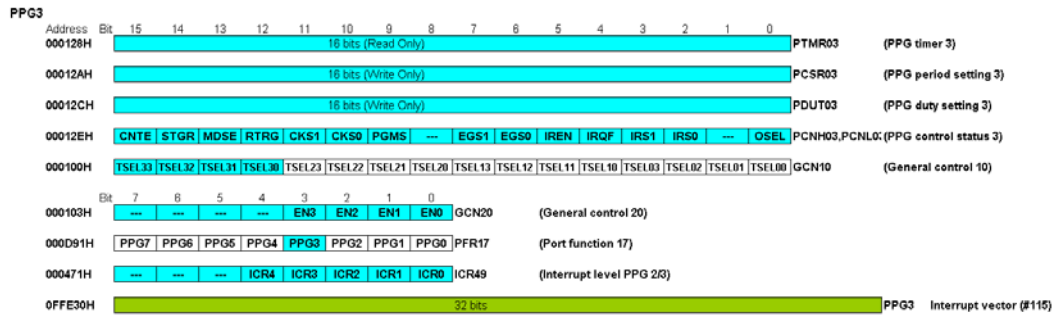 PPG3
Address Bit 15 14 13 12 11 10 9 8 7 6 5 4 3 2 1 0
000128H 16 bits (Read Only) PTMR03 (PPG timer 3)
00012AH 16 bits (Write Only) PCSR03 (PPG period setting 3)
00012CH 16 bits (Write Only) PDUT03 (PPG duty setting 3)
00012EH CNTE STGR MDSE RTRG CKS1 CKS0 PGMS --- EGS1 EGS0 IREN IRQF IRS1 IRS0 --- OSEL PCNH03,PCNL0 (PPG control status 3)
000100H TSEL33 TSEL32 TSEL31 TSEL30 TSEL23 TSEL22 TSEL21 TSEL20 TSEL13 TSEL12 TSEL11 TSEL10 TSEL03 TSEL02 TSEL01 TSEL00 GCN10 (General control 10)
Bit 7 6 5 4 3 2 1 0
000103H --- --- --- --- EN3 EN2 EN1 EN0 GCN20 (General control 20)
000D91H PPG7 PPG6 PPG5 PPG4 PPG3 PPG2 PPG1 PPG0 PFR17 (Port function 17)
000471H --- --- --- ICR4 ICR3 ICR2 ICR1 ICR0 ICR49 (Interrupt level PPG 2/3)
0FFE30H 32 bits PPG3 Interrupt vector (#115)